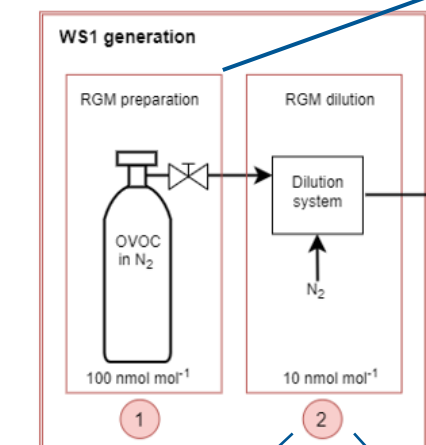 WS1 generation
RGM preparation
RGM dilution
OVOC
in N₂
Dilution
system
N₂
100 nmol mol⁻¹
10 nmol mol⁻¹
1
2